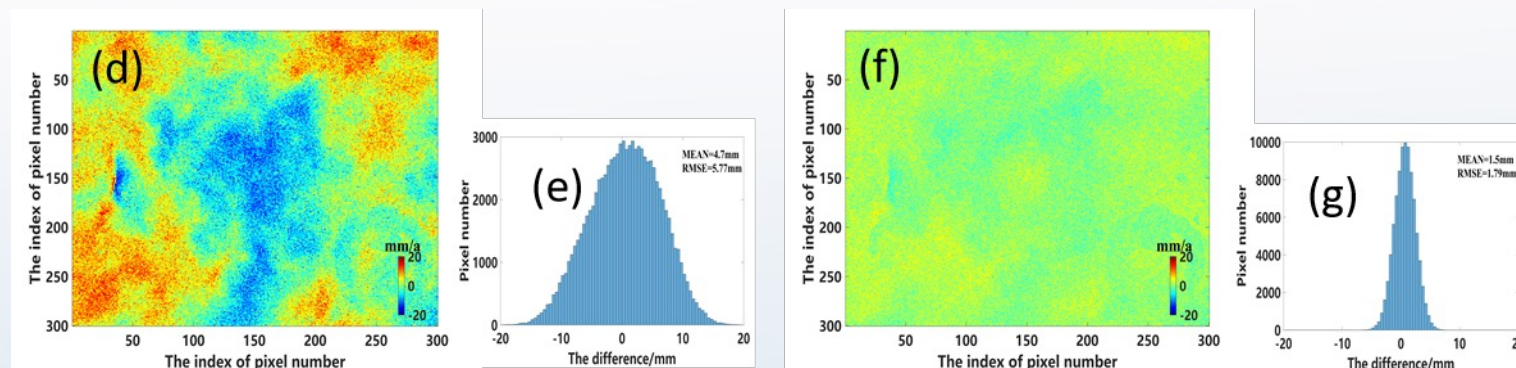 (d)
The index of pixel number
50
100
150
200
250
300
mm/a
20
0
-20
50
100
150
200
250
300
The index of pixel number
(e)
MEAN=4.7mm
RMSE=5.77mm
Pixel number
3000
2000
1000
0
-20
-10
0
10
20
The difference/mm
(f)
The index of pixel number
50
100
150
200
250
300
mm/a
20
0
-20
50
100
150
200
250
300
The index of pixel number
(g)
MEAN=1.5mm
RMSE=1.79mm
Pixel number
10000
8000
6000
4000
2000
0
-20
-10
0
10
The difference/mm